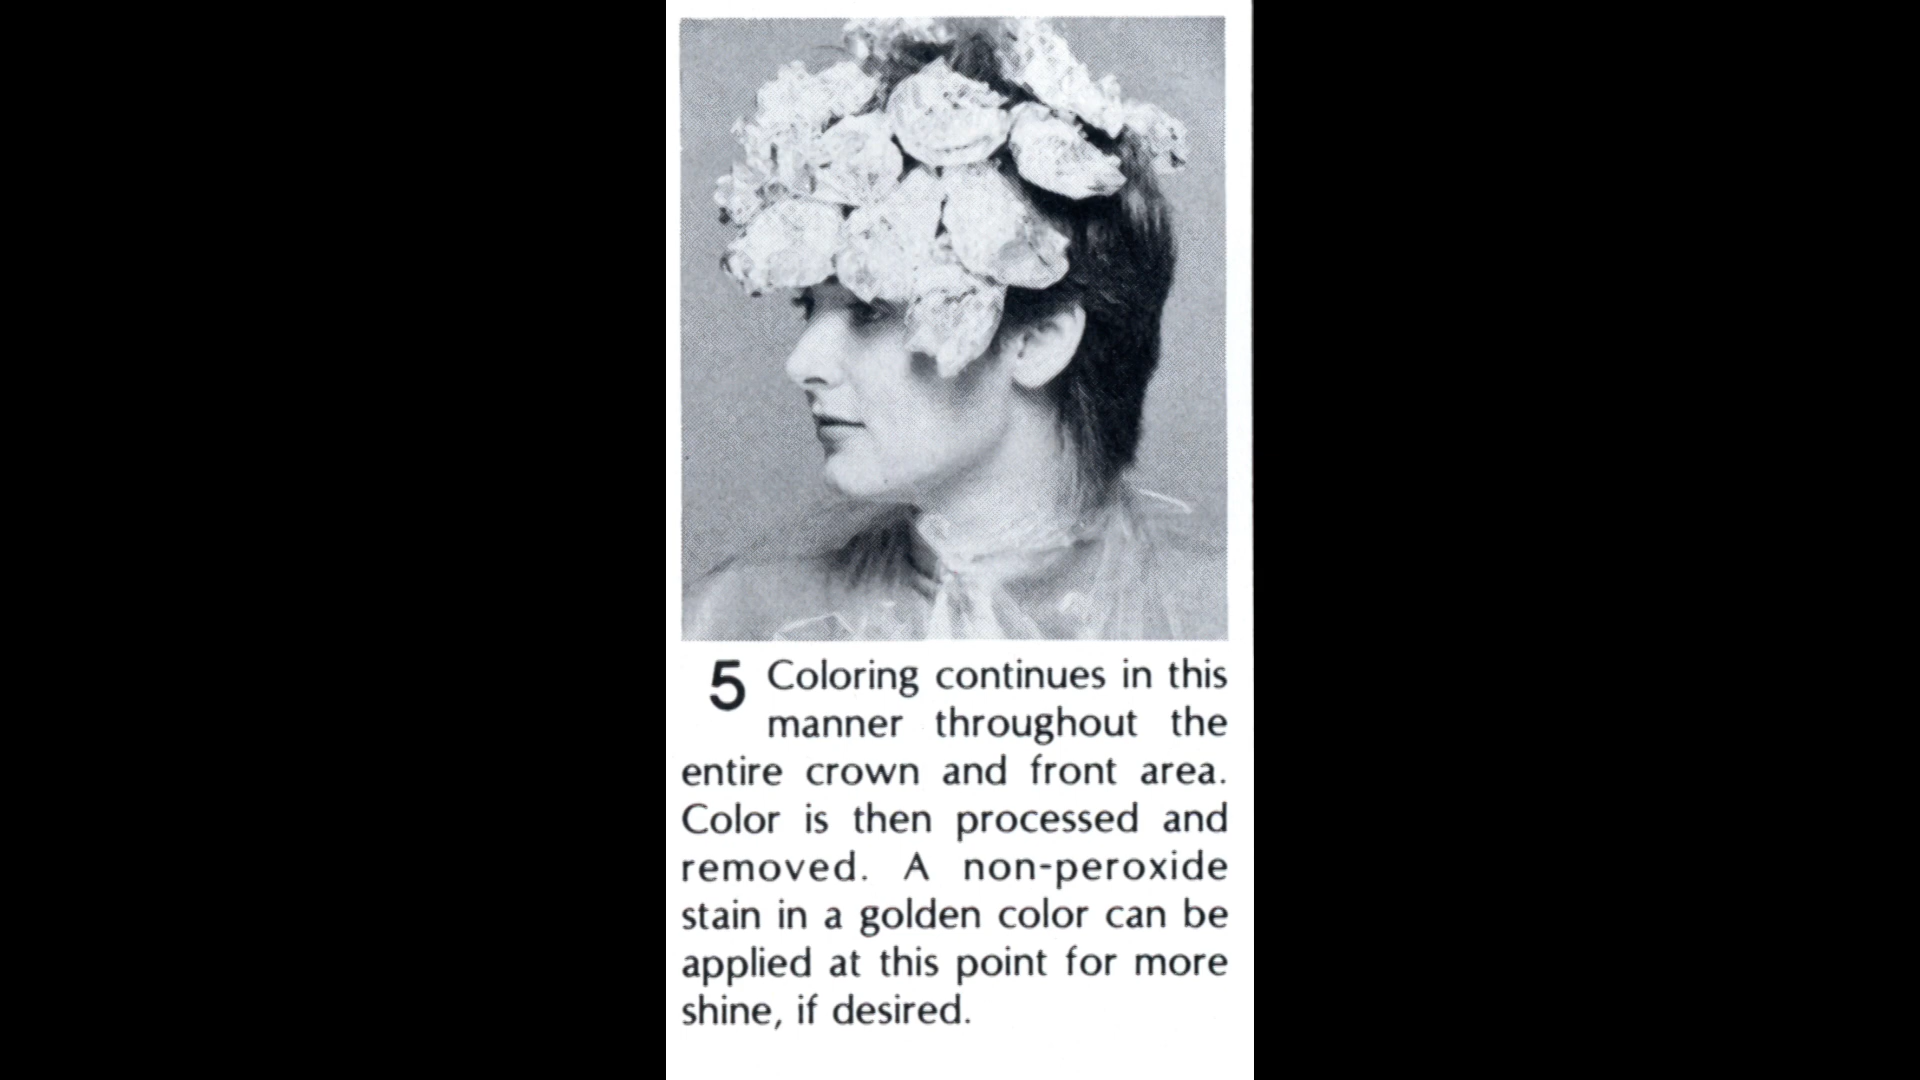 5 Coloring continues in this
manner throughout the
entire crown and front area.
Color is then processed and
removed. A non-peroxide
stain in a golden color can be
applied at this point for more
shine, if desired.